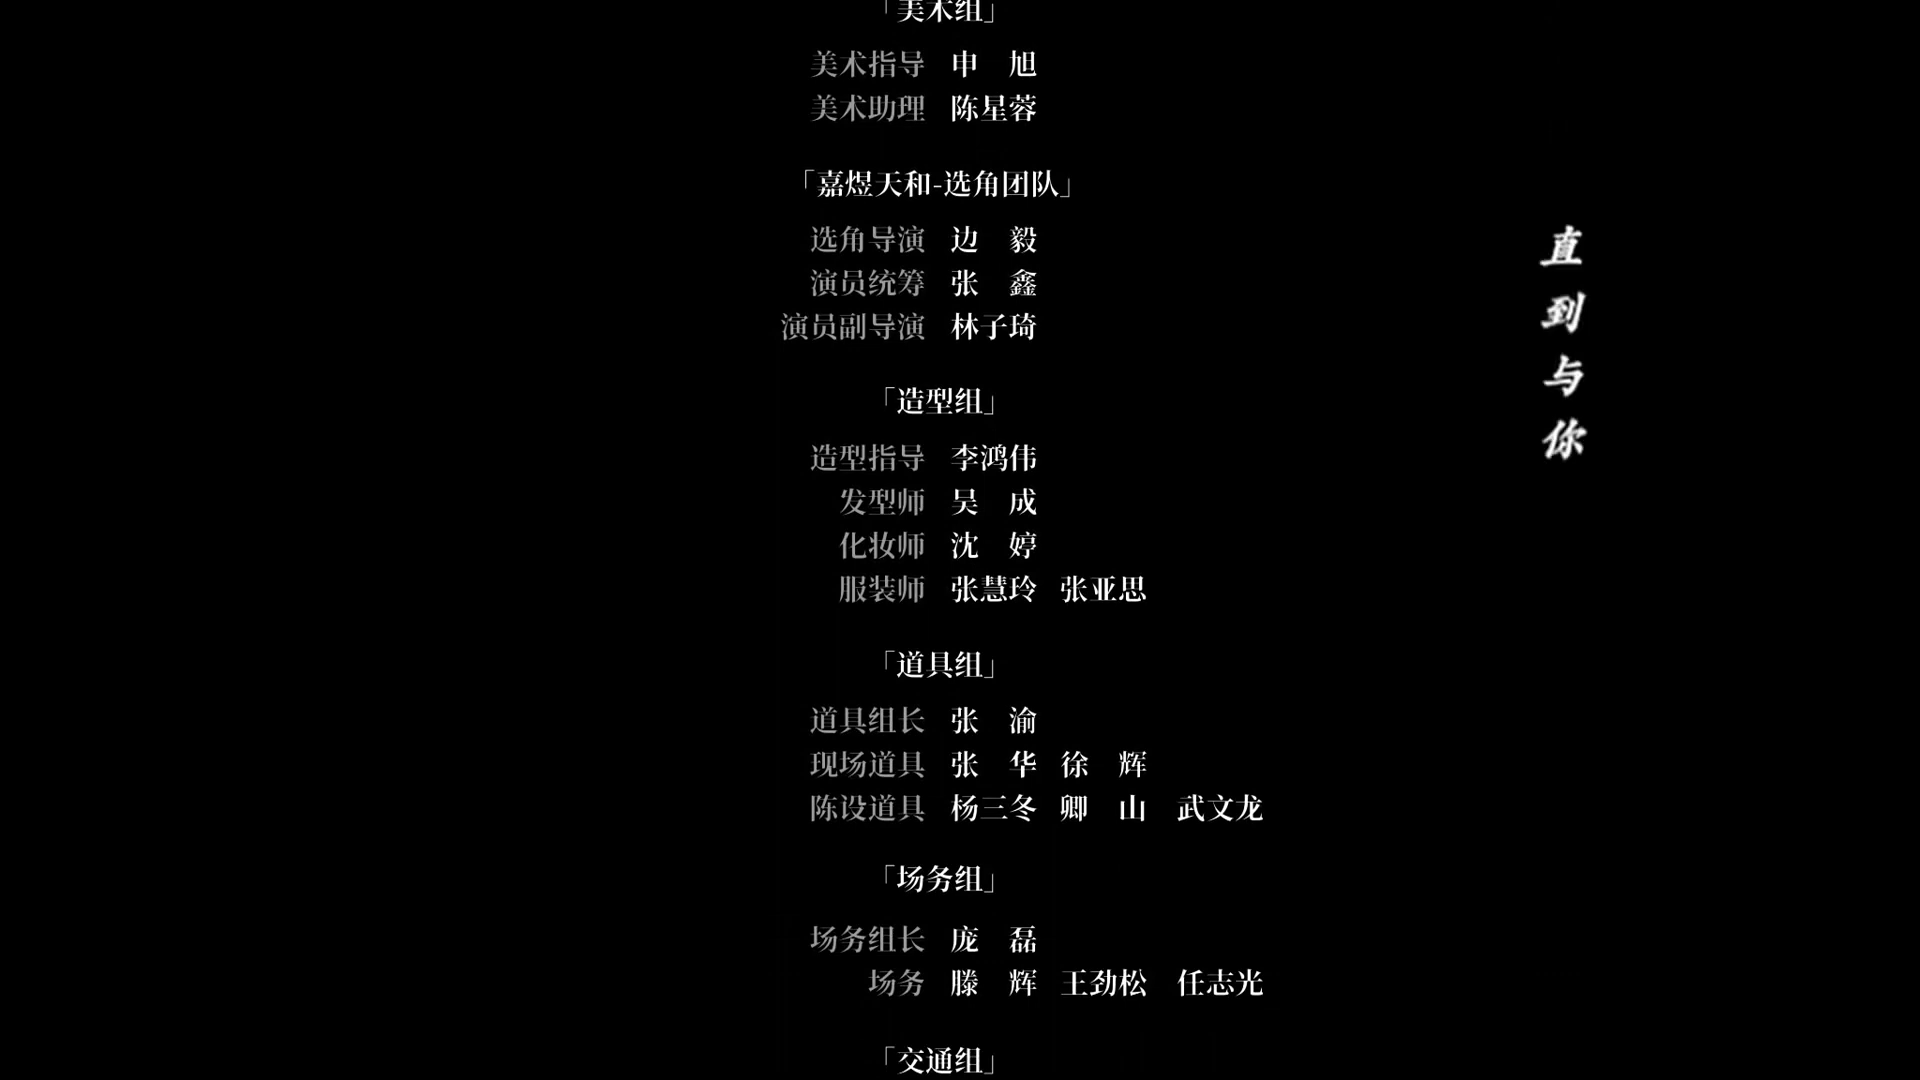 「美术组」
美术指导 申 旭
美术助理 陈星蓉
「嘉煜天和-选角团队」
选角导演 边 毅
演员统筹 张 鑫
演员副导演 林子琦
「造型组」
造型指导 李鸿伟
发型师 吴 成
化妆师 沈 婷
服装师 张慧玲 张亚思
「道具组」
道具组长 张 渝
现场道具 张 华 徐 辉
陈设道具 杨三冬 卿 山 武文龙
「场务组」
场务组长 庞 磊
场务 滕 辉 王劲松 任志光
「交通组」
直到与你